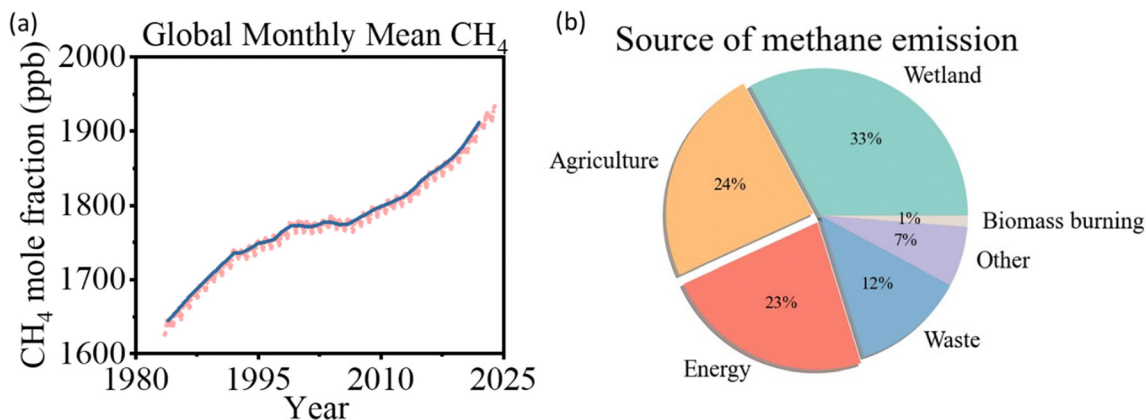 (a)
Global Monthly Mean CH₄
CH₄ mole fraction (ppb)
2000
1900
1800
1700
1600
1980
1995
2010
2025
Year
(b)
Source of methane emission
Wetland
33%
Agriculture
24%
1%
Biomass burning
7%
Other
12%
Waste
23%
Energy